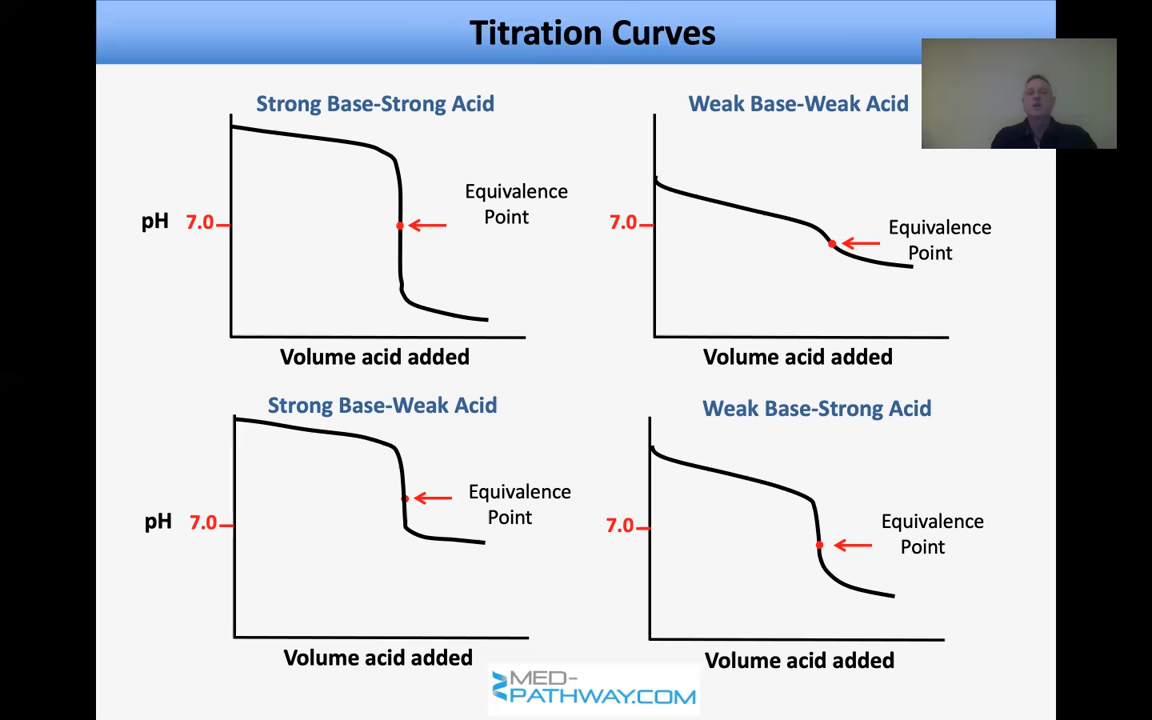 Titration Curves
Strong Base-Strong Acid
pH 7.0
Equivalence
Point
Volume acid added
Weak Base-Weak Acid
7.0
Equivalence
Point
Volume acid added
Strong Base-Weak Acid
pH 7.0
Equivalence
Point
Volume acid added
Weak Base-Strong Acid
7.0
Equivalence
Point
Volume acid added
MED-
PATHWAY.COM